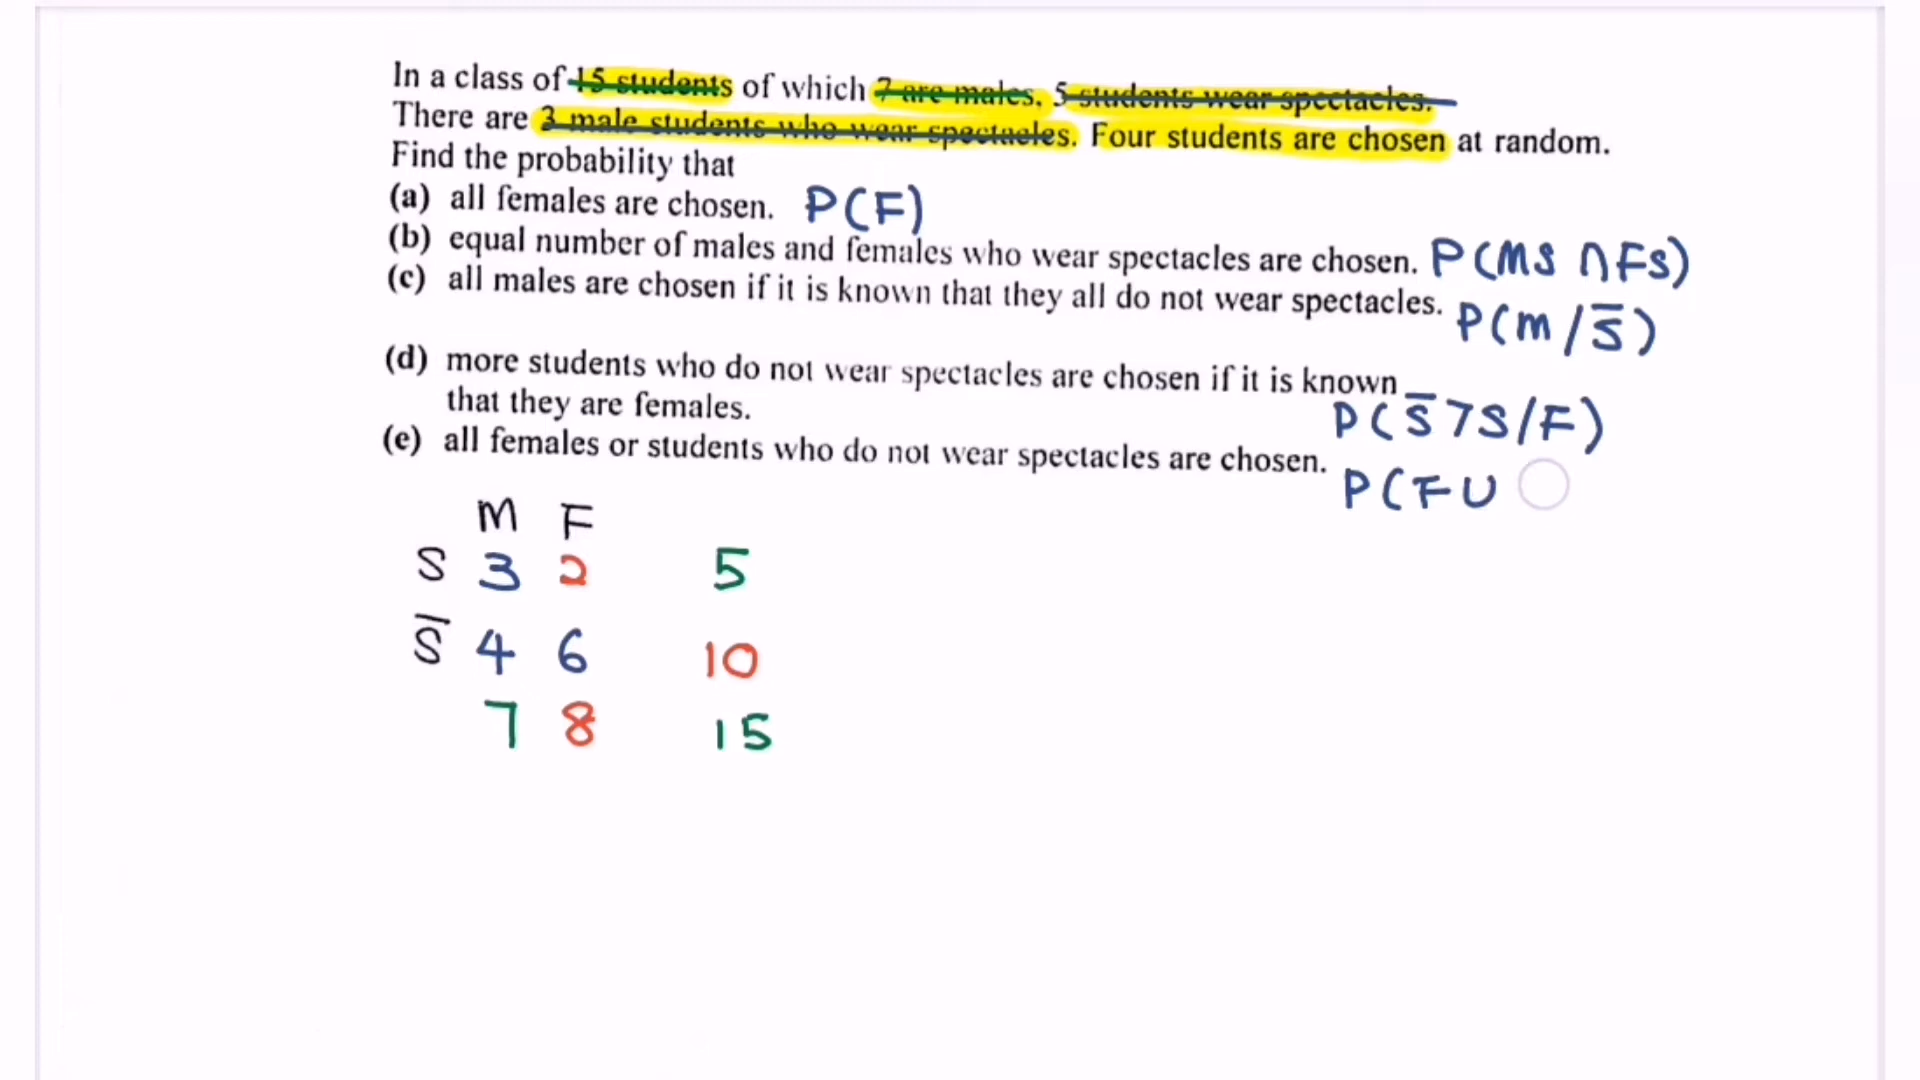 In a class of 15 students of which 7 are males, 5 students wear spectacles.
There are 3 male students who wear spectacles. Four students are chosen at random.
Find the probability that
(a) all females are chosen. P(F)
(b) equal number of males and females who wear spectacles are chosen. P(MS ∩ FS)
(c) all males are chosen if it is known that they all do not wear spectacles. P(M/S̅)
(d) more students who do not wear spectacles are chosen if it is known
that they are females. P(S̅>S/F)
(e) all females or students who do not wear spectacles are chosen. P(F∪
M F
S 3 2 5
S̅ 4 6 10
7 8 15